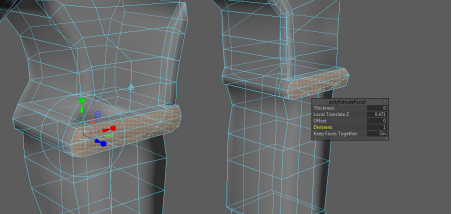 polyExtrudeFace3
Thickness 0
Local Translate Z 0.471
Offset 0
Divisions 1
Keep Faces Together On